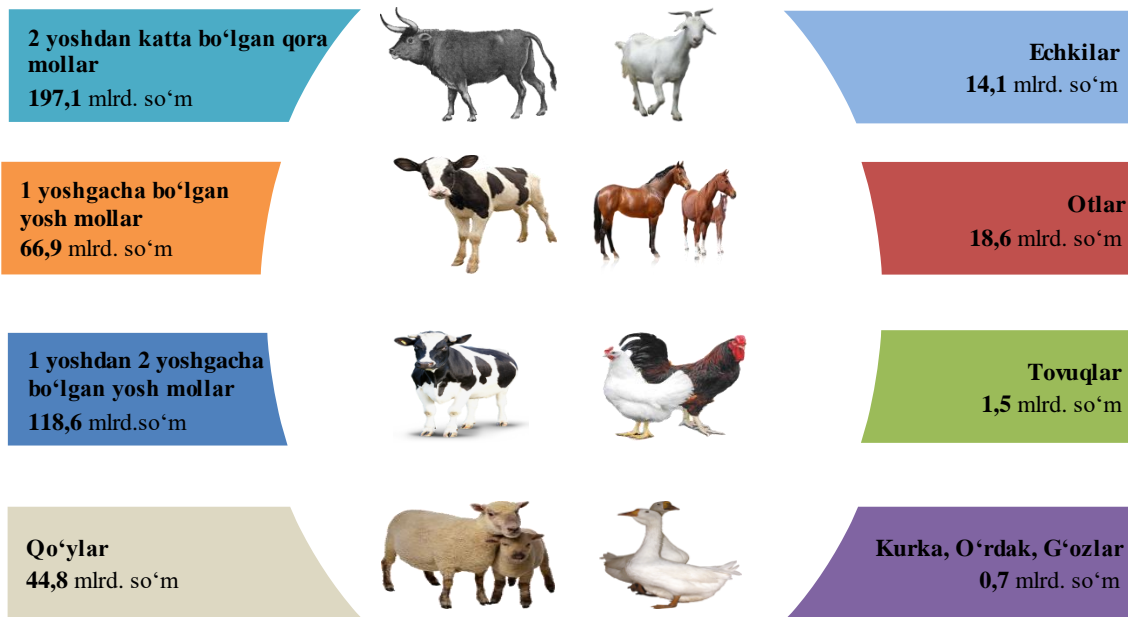 2 yoshdan katta bo‘lgan qora
mollar
197,1 mlrd. so‘m
Echkilar
14,1 mlrd. so‘m
1 yoshgacha bo‘lgan
yosh mollar
66,9 mlrd. so‘m
Otlar
18,6 mlrd. so‘m
1 yoshdan 2 yoshgacha
bo‘lgan yosh mollar
118,6 mlrd.so‘m
Tovuqlar
1,5 mlrd. so‘m
Qo‘ylar
44,8 mlrd. so‘m
Kurka, O‘rdak, G‘ozlar
0,7 mlrd. so‘m